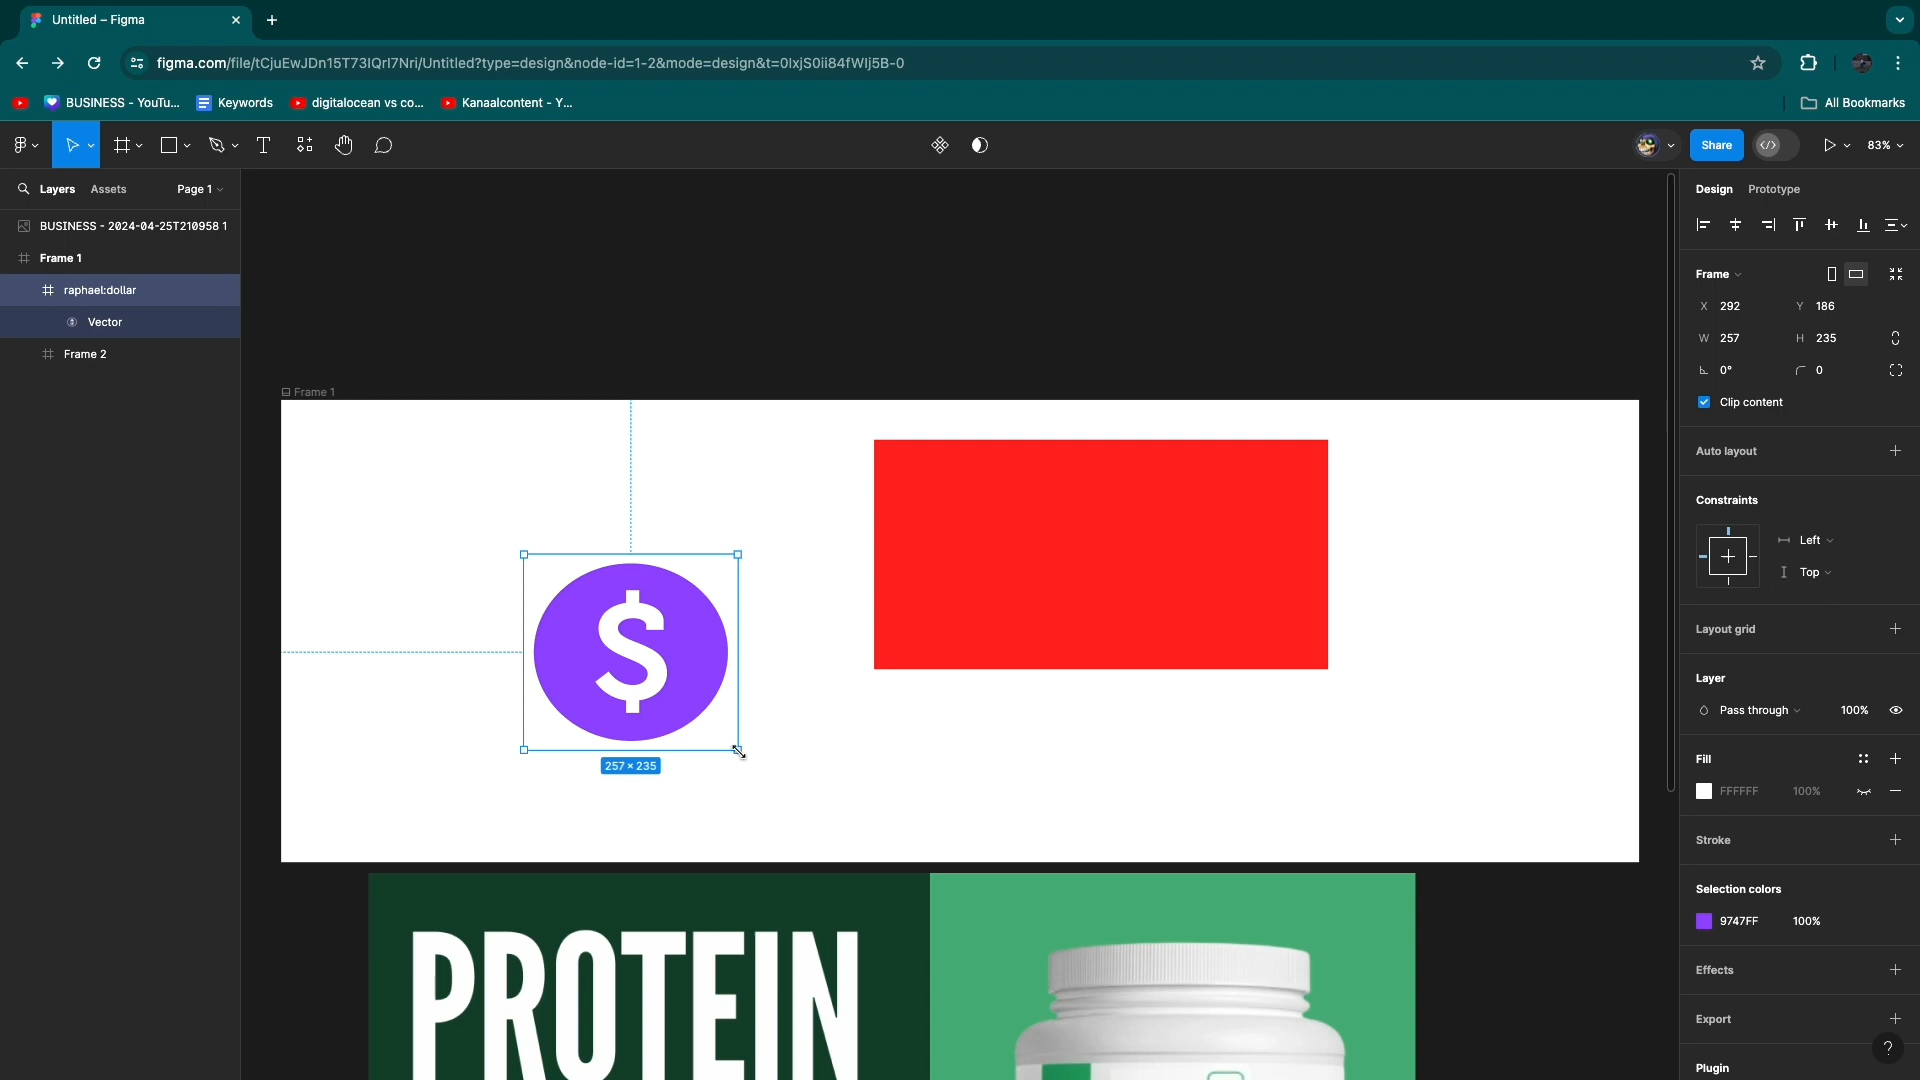 Untitled – Figma
figma.com/file/tCjuEwJDn15T73IQrI7Nri/Untitled?type=design&node-id=1-2&mode=design&t=0IxjS0ii84fWIj5B-0
BUSINESS - YouTu...
Keywords
digitalocean vs co...
Kanaalcontent - Y...
All Bookmarks
Share
83%
Layers
Assets
Page 1
Design
Prototype
BUSINESS - 2024-04-25T210958 1
Frame 1
raphael:dollar
Vector
Frame 2
Frame 1
$
257 × 235
PROTEIN
Frame
X 292
Y 186
W 257
H 235
0°
0
Clip content
Auto layout
Constraints
Left
Top
Layout grid
Layer
Pass through
100%
Fill
FFFFFF
100%
Stroke
Selection colors
9747FF
100%
Effects
Export
?
Plugin